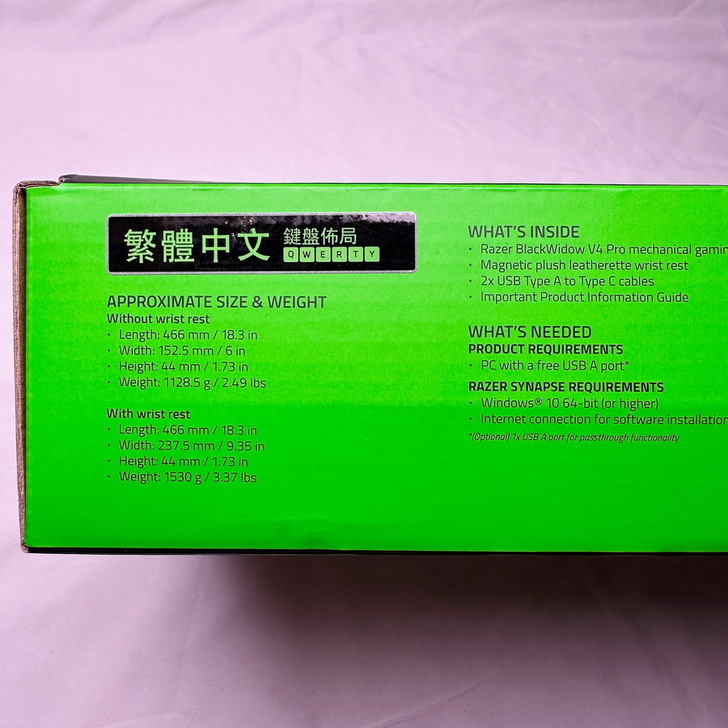 繁體中文 鍵盤佈局
QWERTY
APPROXIMATE SIZE & WEIGHT
Without wrist rest
· Length: 466 mm / 18.3 in
· Width: 152.5 mm / 6 in
· Height: 44 mm / 1.73 in
· Weight: 1128.5 g / 2.49 lbs
With wrist rest
· Length: 466 mm / 18.3 in
· Width: 237.5 mm / 9.35 in
· Height: 44 mm / 1.73 in
· Weight: 1530 g / 3.37 lbs
WHAT'S INSIDE
· Razer BlackWidow V4 Pro mechanical gamin
· Magnetic plush leatherette wrist rest
· 2x USB Type A to Type C cables
· Important Product Information Guide
WHAT'S NEEDED
PRODUCT REQUIREMENTS
· PC with a free USB A port*
RAZER SYNAPSE REQUIREMENTS
· Windows® 10 64-bit (or higher)
· Internet connection for software installation
*(Optional) 1x USB A port for passthrough functionality